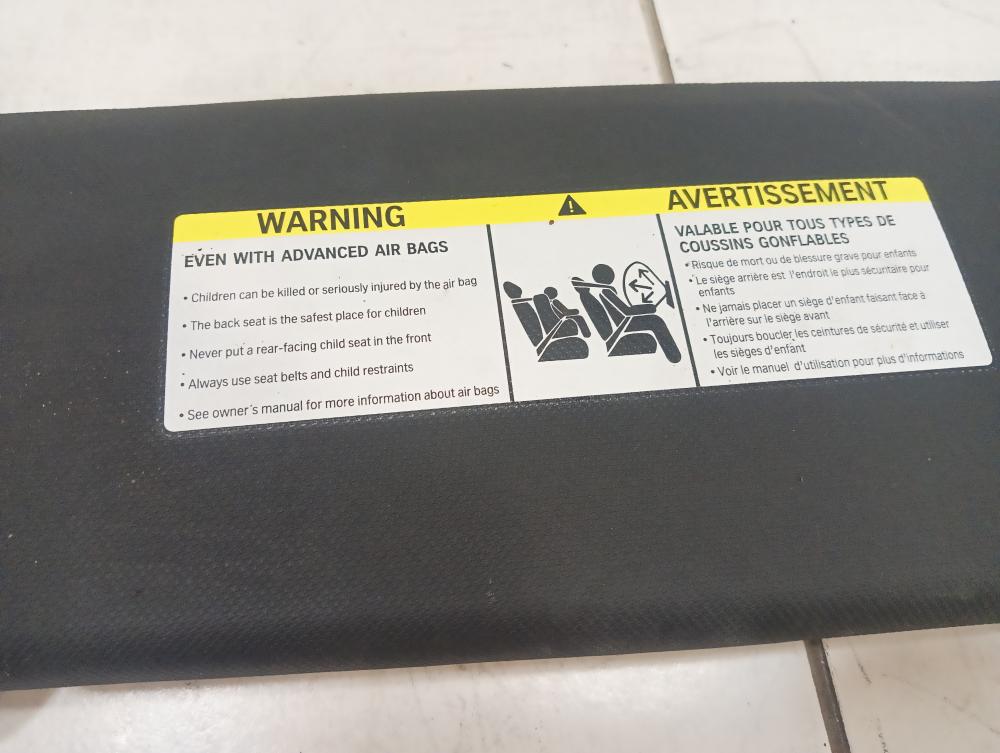 WARNING
EVEN WITH ADVANCED AIR BAGS
• Children can be killed or seriously injured by the air bag
• The back seat is the safest place for children
• Never put a rear-facing child seat in the front
• Always use seat belts and child restraints
• See owner's manual for more information about air bags
AVERTISSEMENT
VALABLE POUR TOUS TYPES DE
COUSSINS GONFLABLES
• Risque de mort ou de blessure grave pour enfants
• Le siège arrière est l'endroit le plus sécuritaire pour
enfants
• Ne jamais placer un siège d'enfant faisant face à
l'arrière sur le siège avant
• Toujours boucler les ceintures de sécurité et utiliser
les sièges d'enfant
• Voir le manuel d'utilisation pour plus d'informations